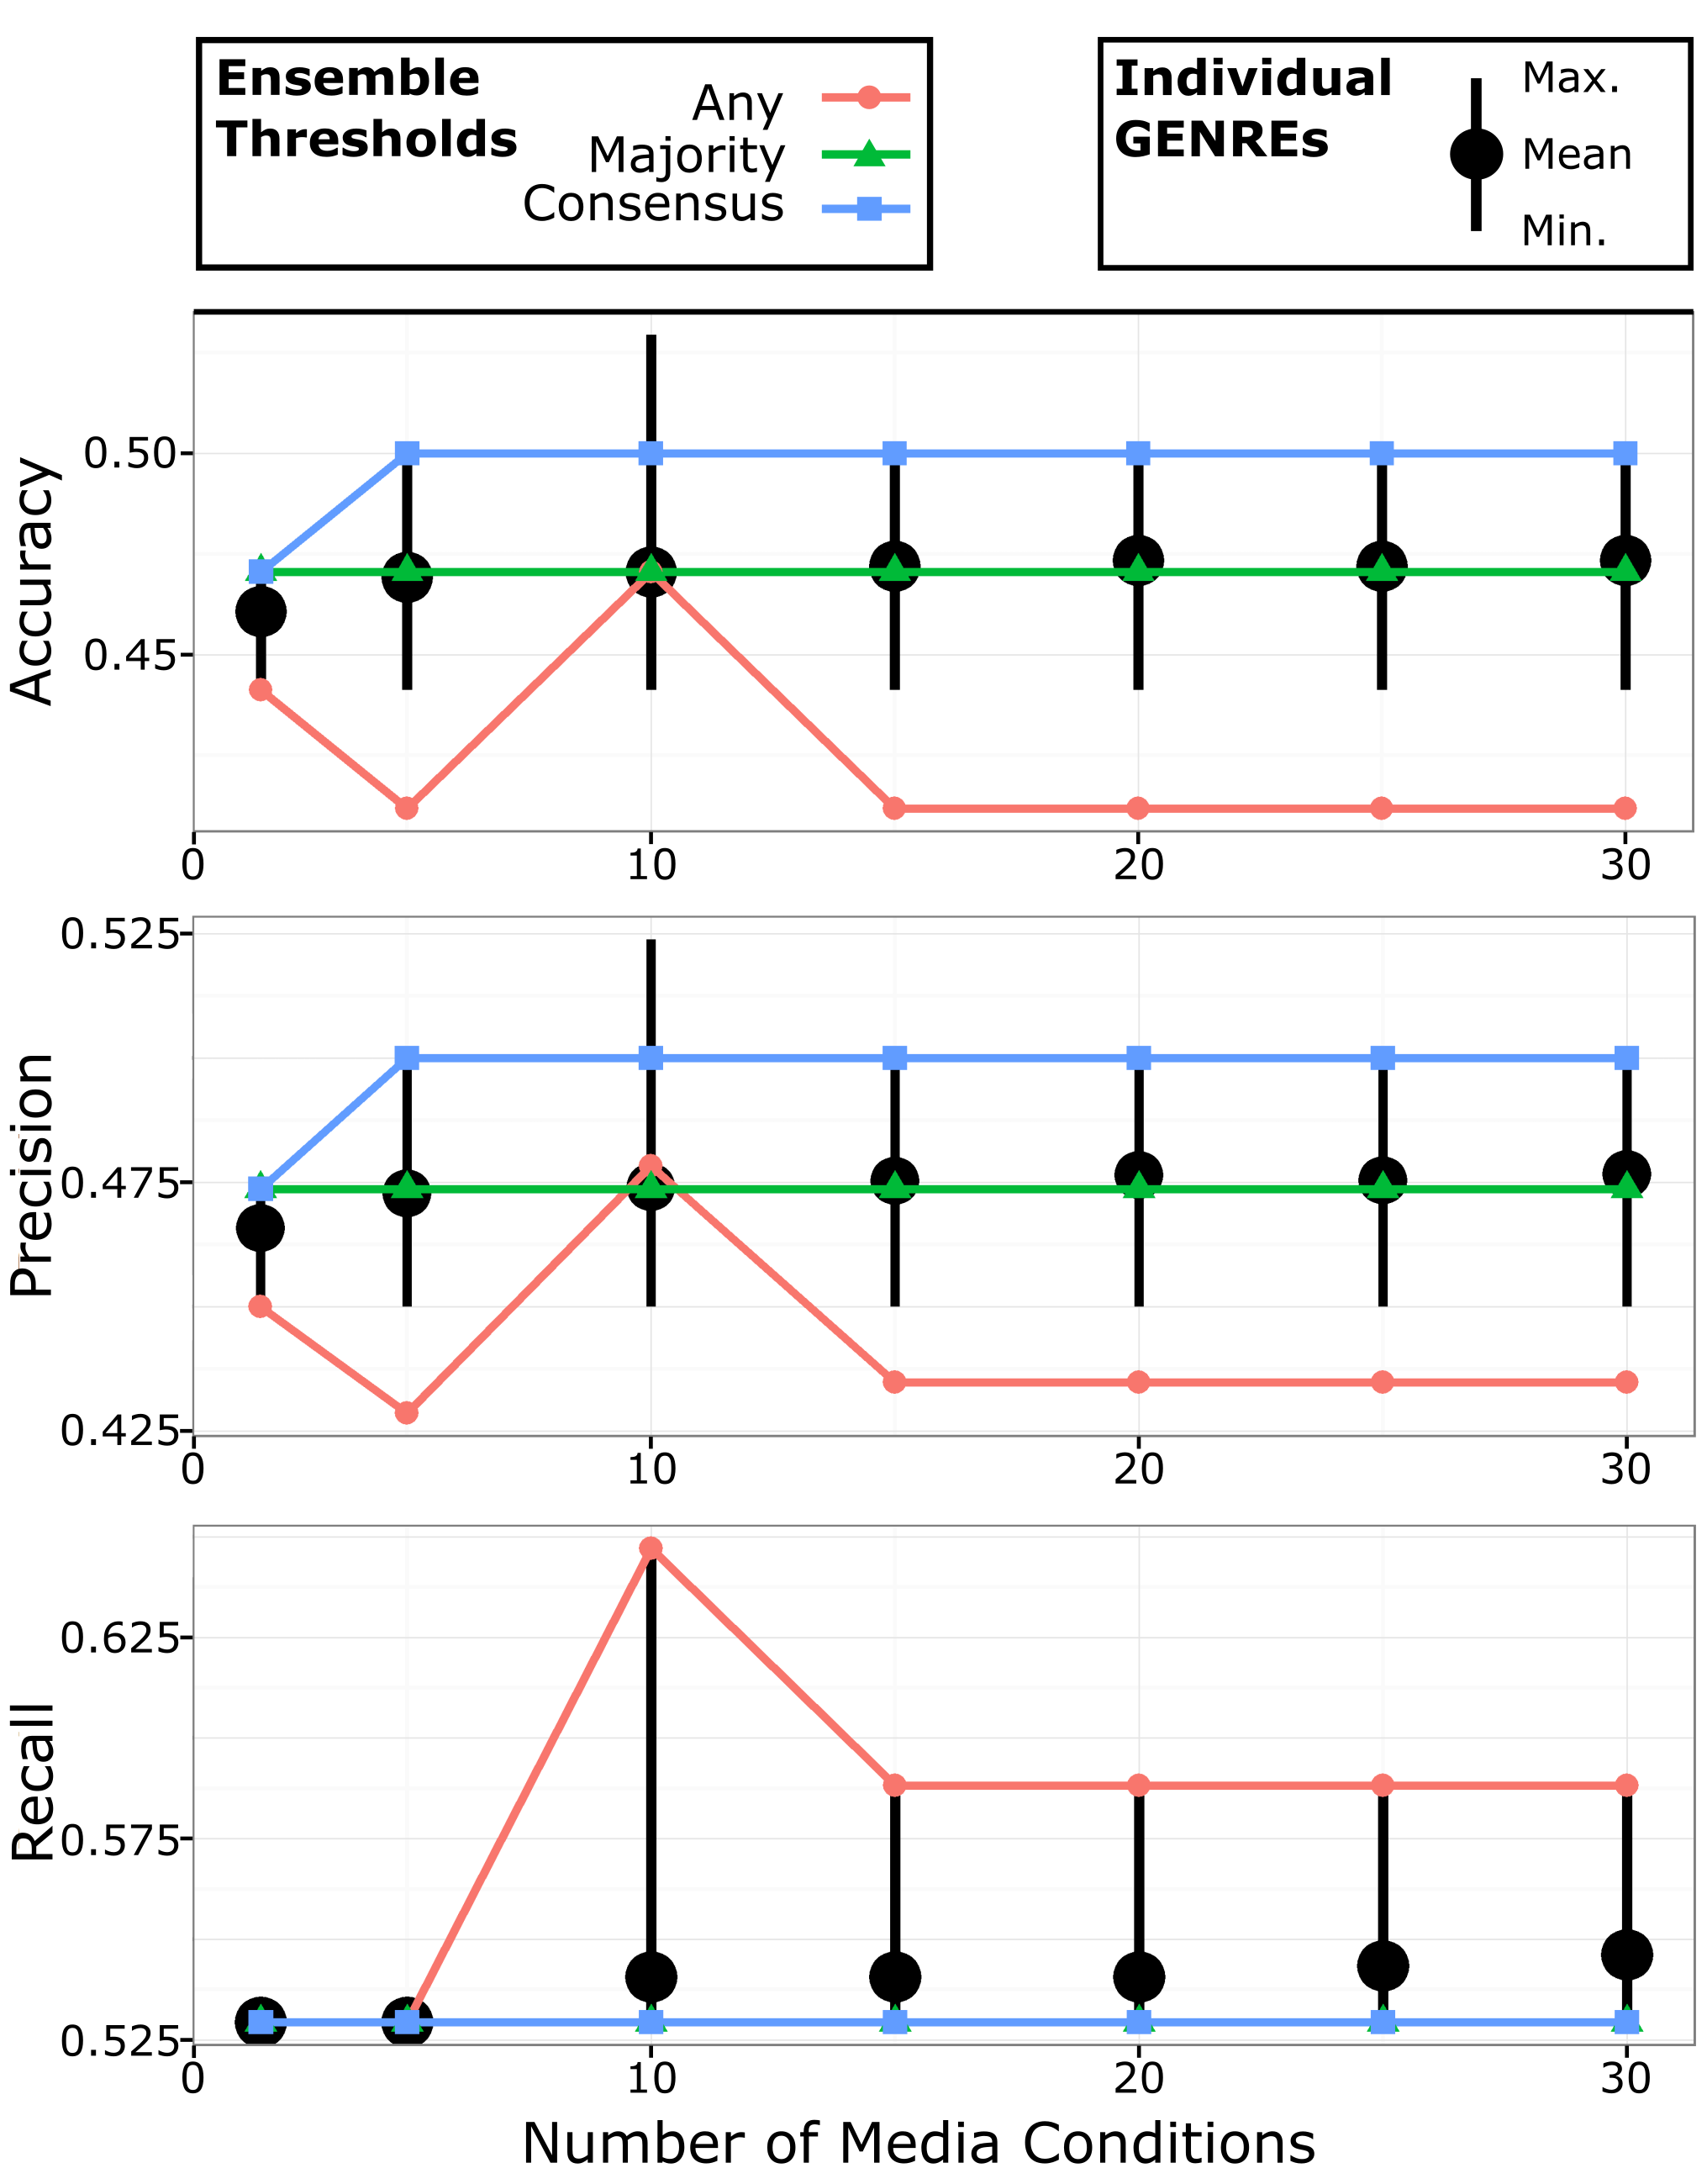 Ensemble
Thresholds
Any
Majority
Consensus
Individual
GENREs
Max.
Mean
Min.
Accuracy
0.50
0.45
0 10 20 30
Precision
0.525
0.475
0.425
0 10 20 30
Recall
0.625
0.575
0.525
0 10 20 30
Number of Media Conditions